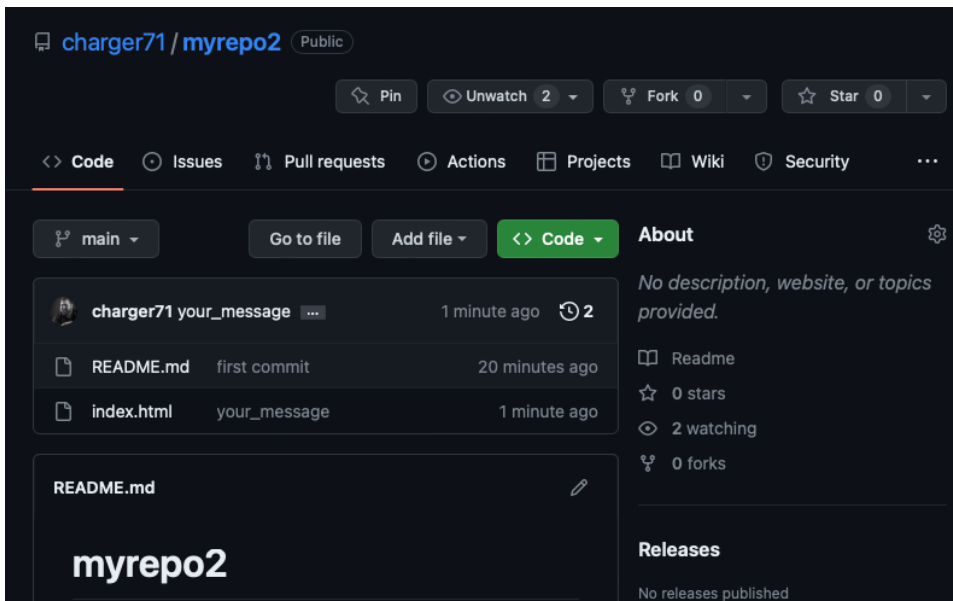 charger71 / myrepo2 Public
Pin Unwatch 2 Fork 0 Star 0
<> Code Issues Pull requests Actions Projects Wiki Security ...
main Go to file Add file <> Code
charger71 your_message ... 1 minute ago 2
README.md first commit 20 minutes ago
index.html your_message 1 minute ago
README.md
myrepo2
About
No description, website, or topics
provided.
Readme
0 stars
2 watching
0 forks
Releases
No releases published